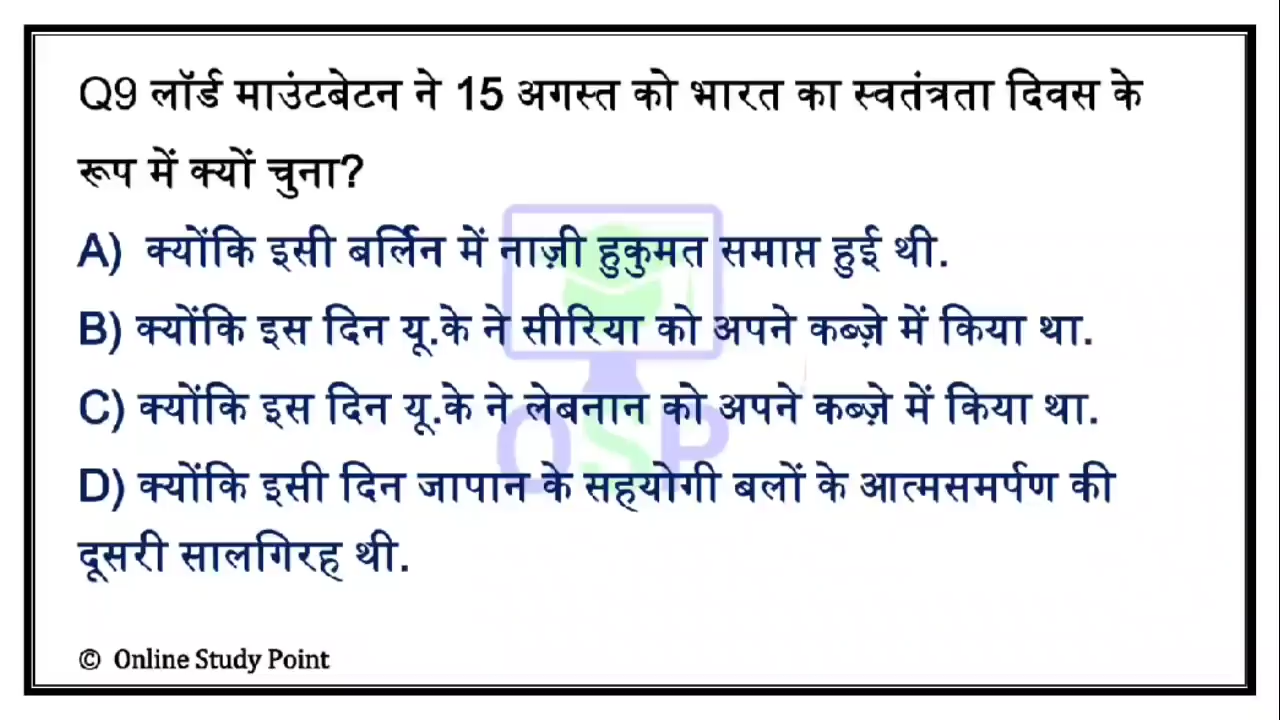 Q9 लॉर्ड माउंटबेटन ने 15 अगस्त को भारत का स्वतंत्रता दिवस के
रूप में क्यों चुना?
A) क्योंकि इसी बर्लिन में नाज़ी हुकुमत समाप्त हुई थी.
B) क्योंकि इस दिन यू.के ने सीरिया को अपने कब्ज़े में किया था.
C) क्योंकि इस दिन यू.के ने लेबनान को अपने कब्ज़े में किया था.
OSP
D) क्योंकि इसी दिन जापान के सहयोगी बलों के आत्मसमर्पण की
दूसरी सालगिरह थी.
© Online Study Point